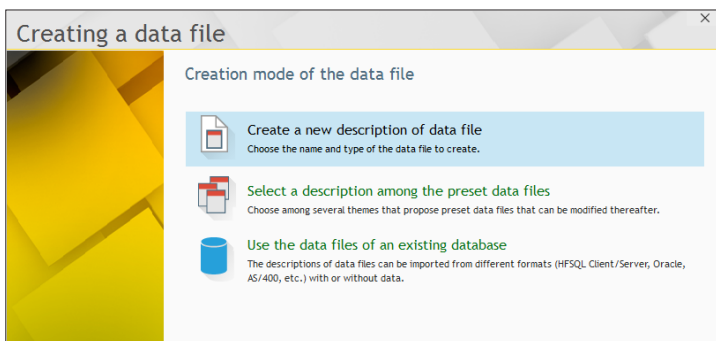 Creating a data file
Creation mode of the data file
Create a new description of data file
Choose the name and type of the data file to create.
Select a description among the preset data files
Choose among several themes that propose preset data files that can be modified thereafter.
Use the data files of an existing database
The descriptions of data files can be imported from different formats (HFSQL Client/Server, Oracle,
AS/400, etc.) with or without data.